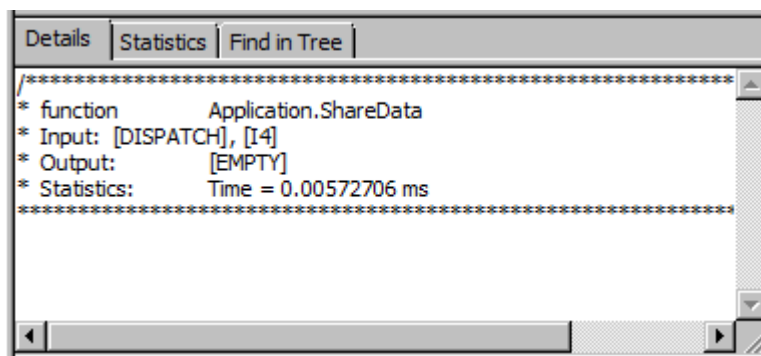 Details Statistics Find in Tree
/************************************************************
* function Application.ShareData
* Input: [DISPATCH], [I4]
* Output: [EMPTY]
* Statistics: Time = 0.00572706 ms
************************************************************